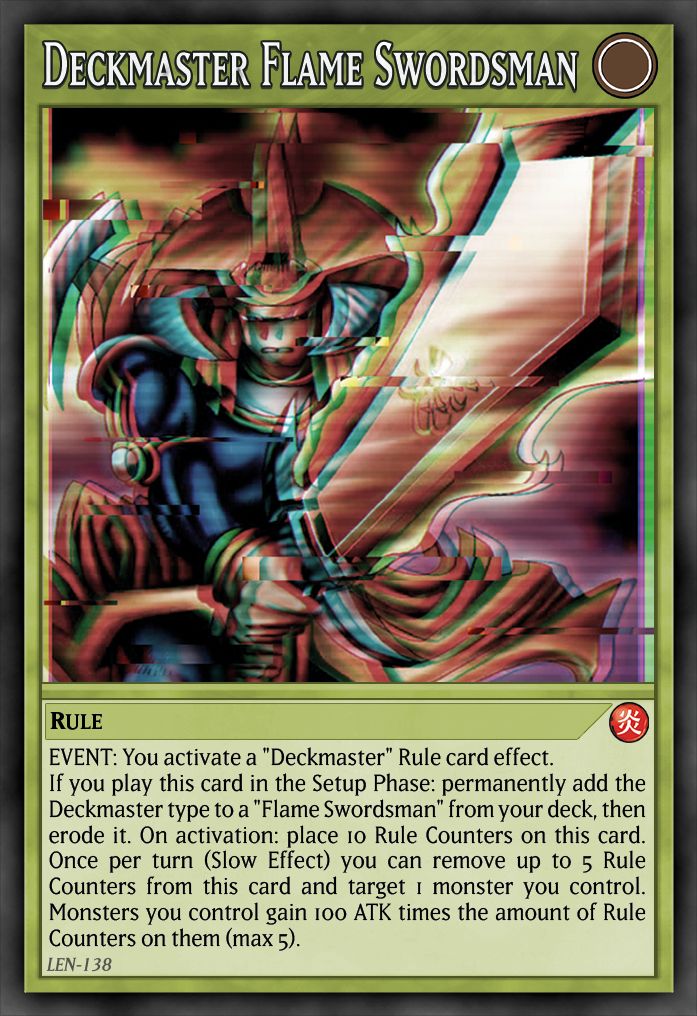 Deckmaster Flame Swordsman
Rule
炎
EVENT: You activate a "Deckmaster" Rule card effect.
If you play this card in the Setup Phase: permanently add the
Deckmaster type to a "Flame Swordsman" from your deck, then
erode it. On activation: place 10 Rule Counters on this card.
Once per turn (Slow Effect) you can remove up to 5 Rule
Counters from this card and target 1 monster you control.
Monsters you control gain 100 ATK times the amount of Rule
Counters on them (max 5).
LEN-138